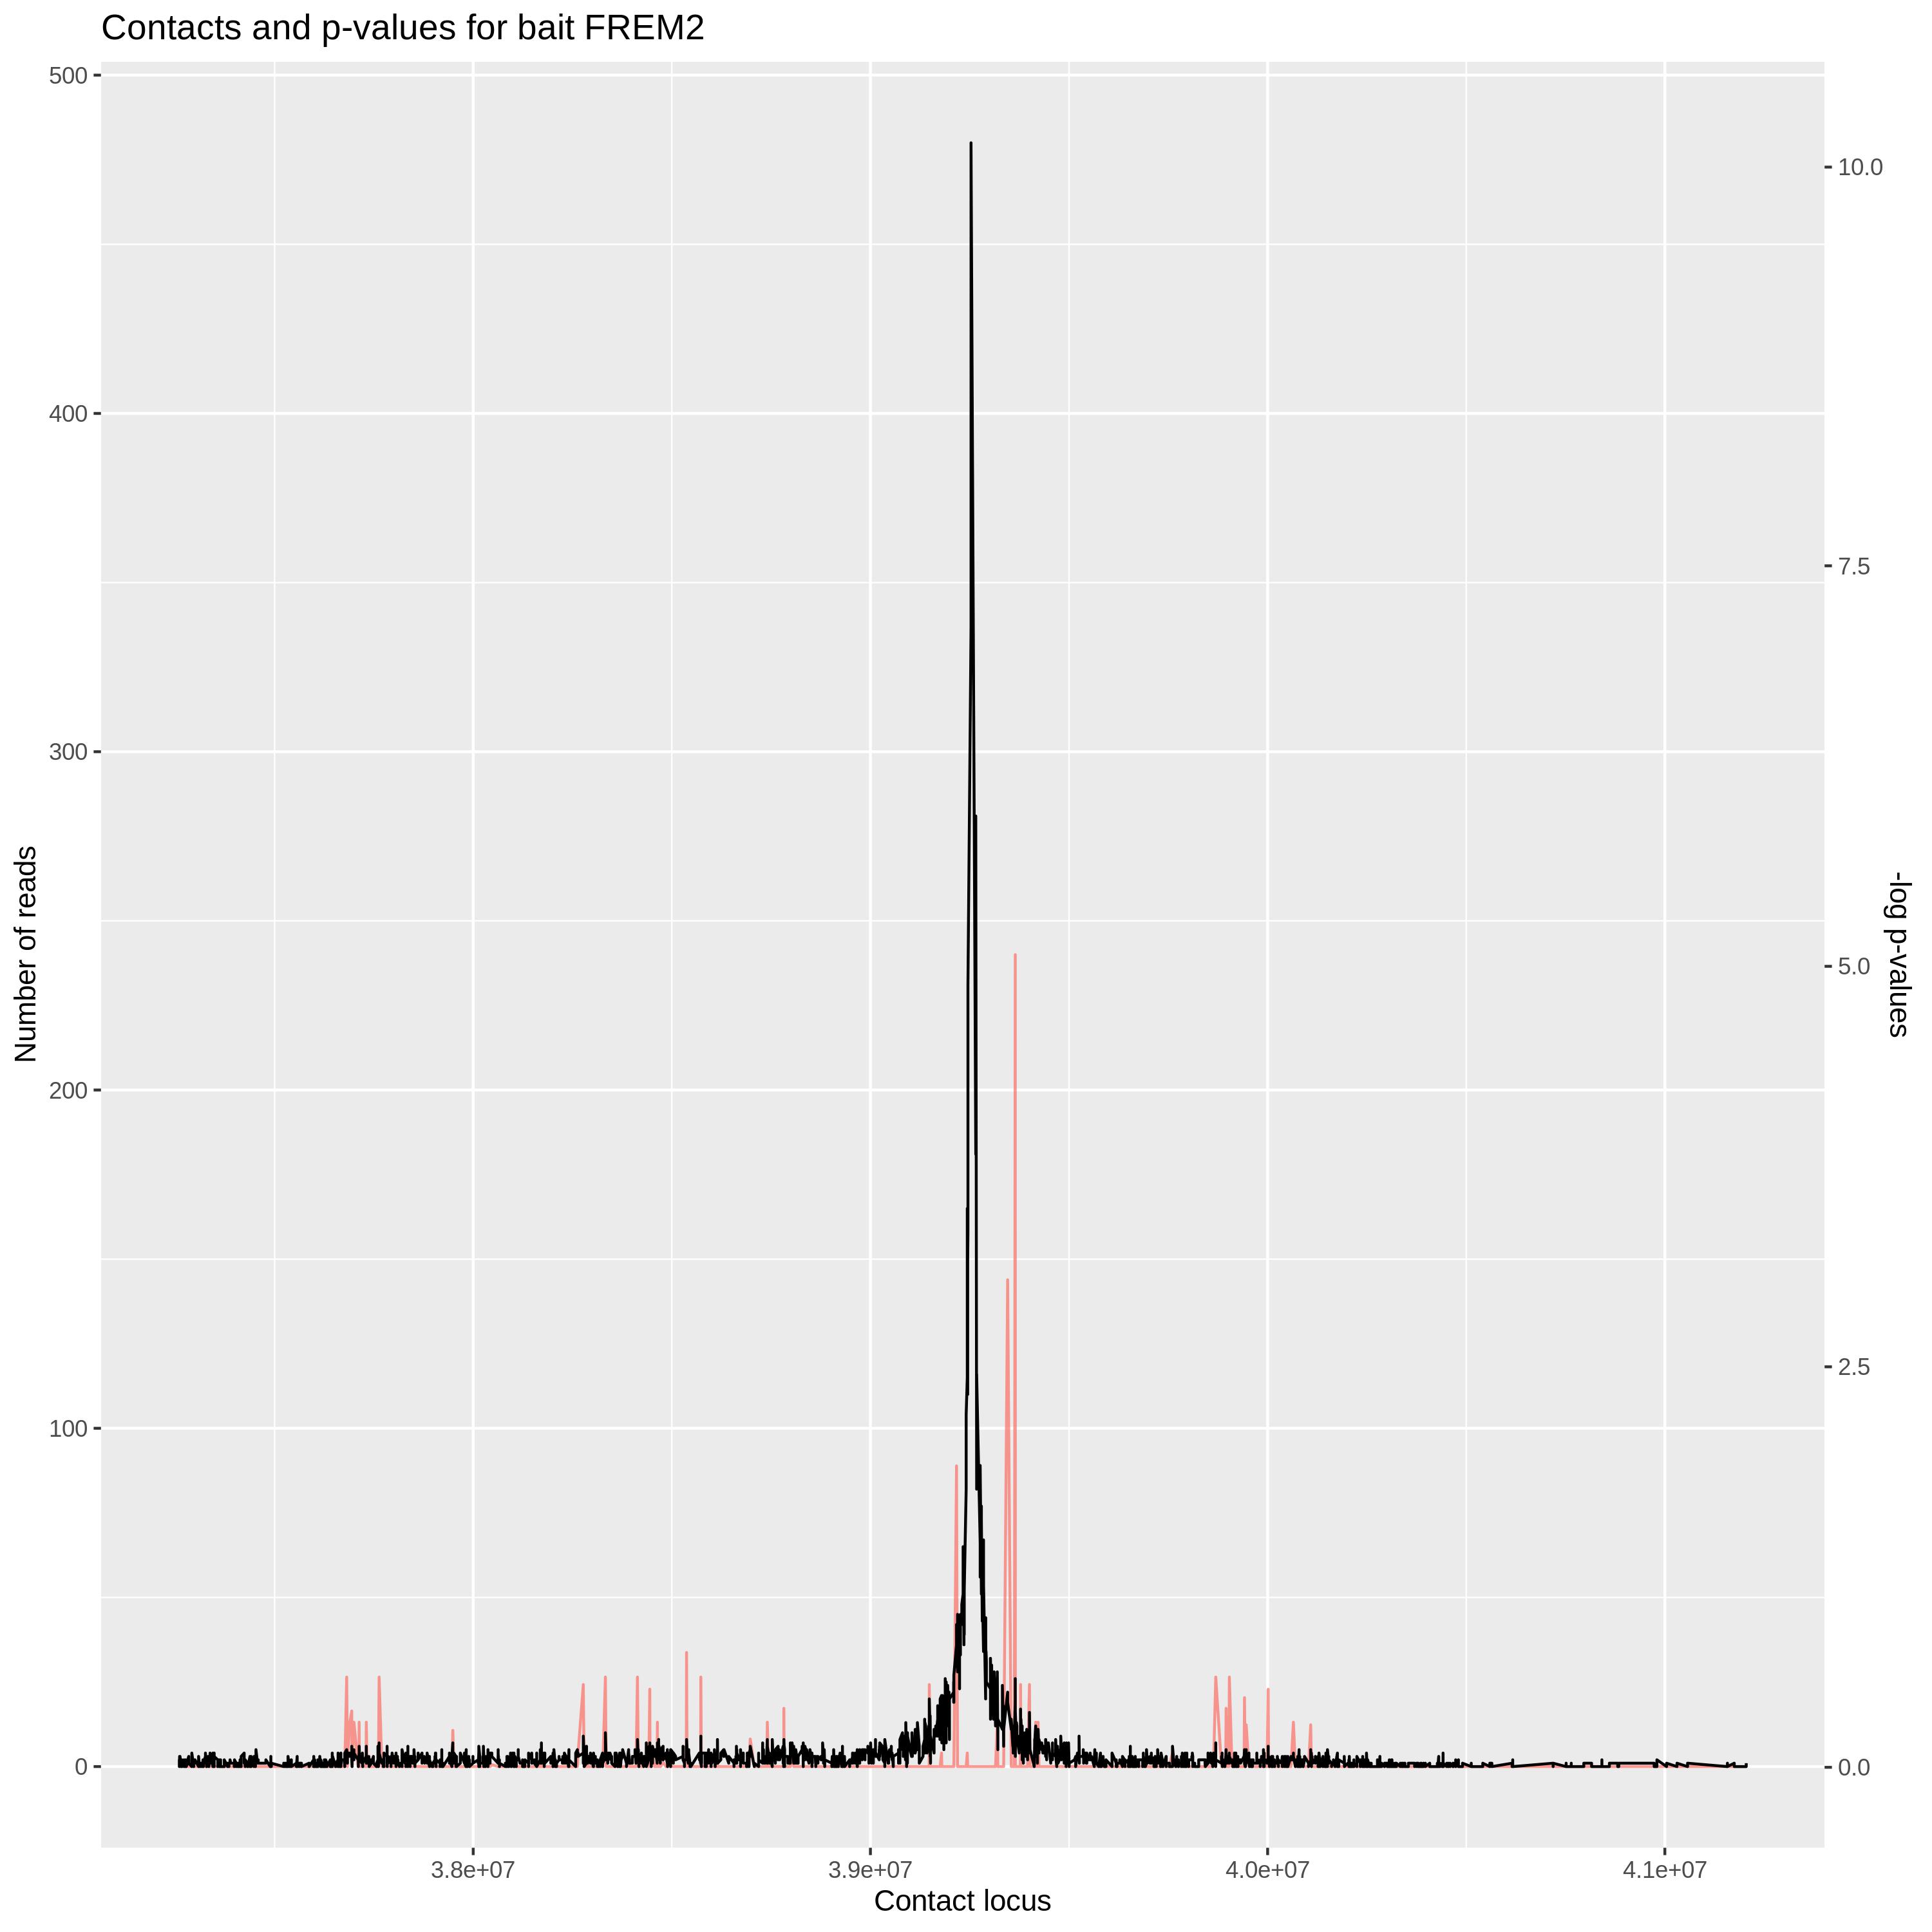 Contacts and p-values for bait FREM2
500
400
300
200
100
0
Number of reads
10.0
7.5
5.0
2.5
0.0
-log p-values
3.8e+07
3.9e+07
4.0e+07
4.1e+07
Contact locus